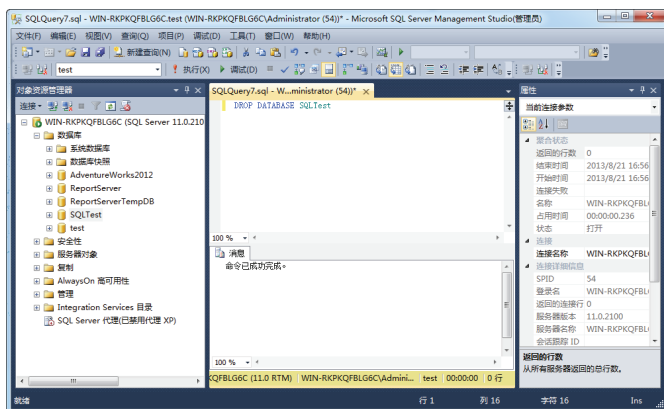 SQLQuery7.sql - WIN-RKPKQFBLG6C.test (WIN-RKPKQFBLG6C\Administrator (54))* - Microsoft SQL Server Management Studio(管理员)
文件(F) 编辑(E) 视图(V) 查询(Q) 项目(P) 调试(D) 工具(T) 窗口(W) 帮助(H)
新建查询(N)
test 执行(X) 调试(D)
对象资源管理器
连接
WIN-RKPKQFBLG6C (SQL Server 11.0.210
数据库
系统数据库
数据库快照
AdventureWorks2012
ReportServer
ReportServerTempDB
SQLTest
test
安全性
服务器对象
复制
AlwaysOn 高可用性
管理
Integration Services 目录
SQL Server 代理(已禁用代理 XP)
SQLQuery7.sql - W...ministrator (54))*
DROP DATABASE SQLTest
100 %
消息
命令已成功完成。
100 %
KQFBLG6C (11.0 RTM) WIN-RKPKQFBLG6C\Admini... test 00:00:00 0 行
属性
当前连接参数
聚合状态
返回的行数 0
结束时间 2013/8/21 16:56
开始时间 2013/8/21 16:56
连接失败
名称 WIN-RKPKQFBL
占用时间 00:00:00.236
状态 打开
连接
连接名称 WIN-RKPKQFBL
连接详细信息
SPID 54
登录名 WIN-RKPKQFBL
返回的连接行 0
服务器版本 11.0.2100
服务器名称 WIN-RKPKQFBL
会话跟踪 ID
返回的行数
从所有服务器返回的总行数。
就绪 行 1 列 16 字符 16 Ins